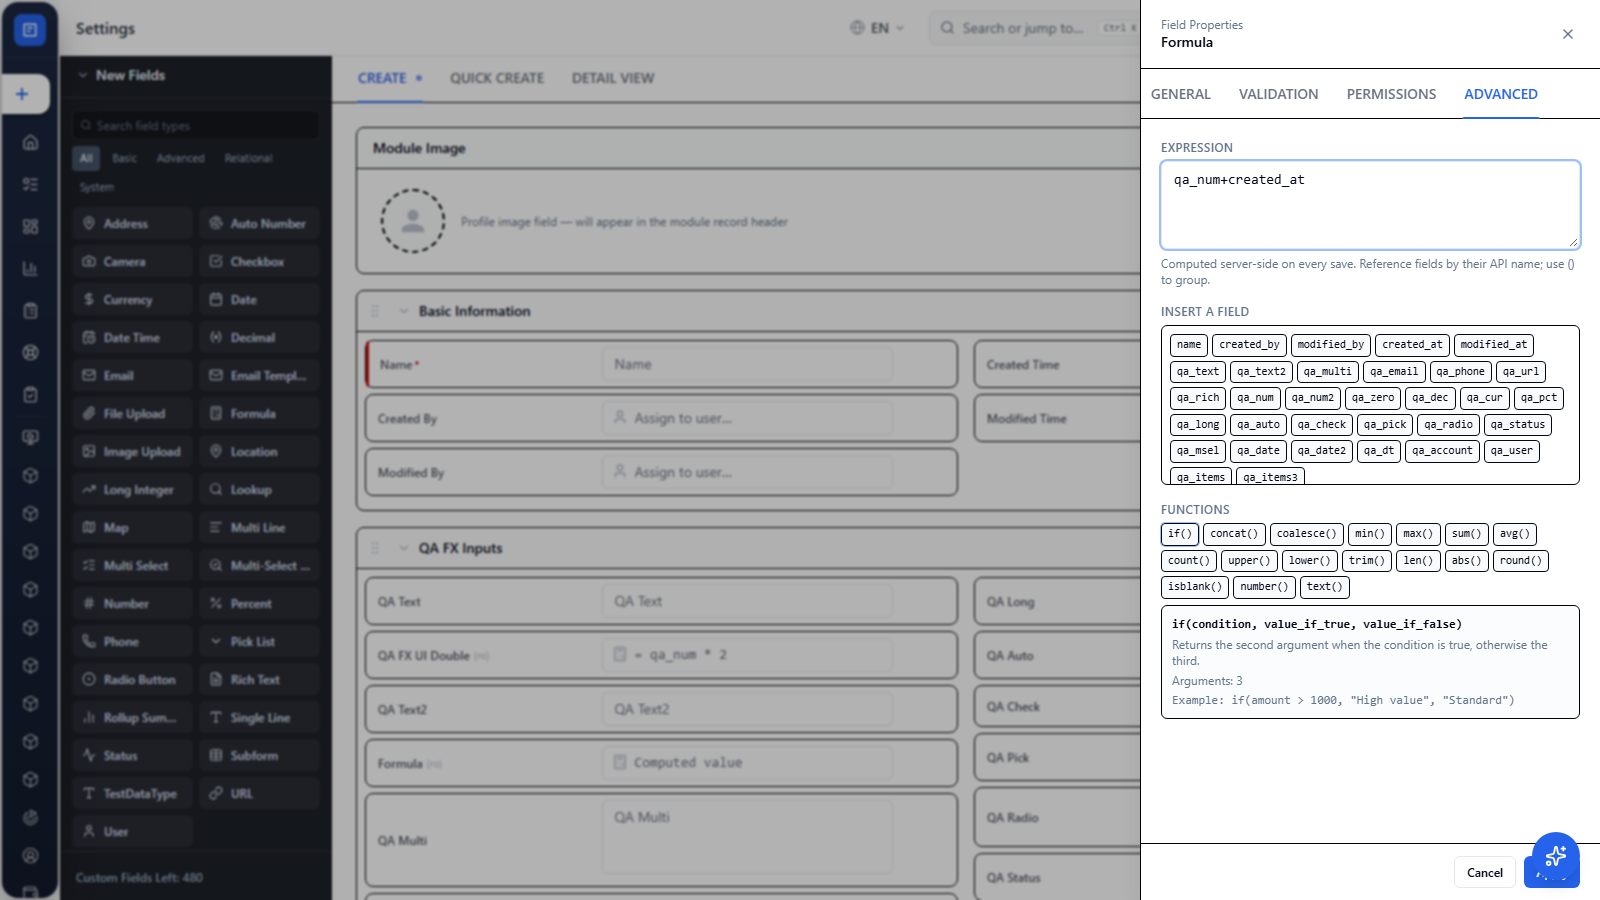 Settings
EN
Search or jump to...
Ctrl K
New Fields
Search field types
All
Basic
Advanced
Relational
System
Address
Auto Number
Camera
Checkbox
Currency
Date
Date Time
Decimal
Email
Email Templ...
File Upload
Formula
Image Upload
Location
Long Integer
Lookup
Map
Multi Line
Multi Select
Multi-Select ...
Number
Percent
Phone
Pick List
Radio Button
Rich Text
Rollup Sum...
Single Line
Status
Subform
TestDataType
URL
User
Custom Fields Left: 480
CREATE
QUICK CREATE
DETAIL VIEW
Module Image
Profile image field — will appear in the module record header
Basic Information
Name*
Name
Created Time
Created By
Assign to user...
Modified Time
Modified By
Assign to user...
QA FX Inputs
QA Text
QA Text
QA Long
QA FX UI Double
= qa_num * 2
QA Auto
QA Text2
QA Text2
QA Check
Formula
Computed value
QA Pick
QA Multi
QA Multi
QA Radio
QA Status
Field Properties
Formula
GENERAL
VALIDATION
PERMISSIONS
ADVANCED
EXPRESSION
qa_num+created_at
Computed server-side on every save. Reference fields by their API name; use ()
to group.
INSERT A FIELD
name created_by modified_by created_at modified_at
qa_text qa_text2 qa_multi qa_email qa_phone qa_url
qa_rich qa_num qa_num2 qa_zero qa_dec qa_cur qa_pct
qa_long qa_auto qa_check qa_pick qa_radio qa_status
qa_msel qa_date qa_date2 qa_dt qa_account qa_user
qa_items qa_items3
FUNCTIONS
if() concat() coalesce() min() max() sum() avg()
count() upper() lower() trim() len() abs() round()
isblank() number() text()
if(condition, value_if_true, value_if_false)
Returns the second argument when the condition is true, otherwise the
third.
Arguments: 3
Example: if(amount > 1000, "High value", "Standard")
Cancel